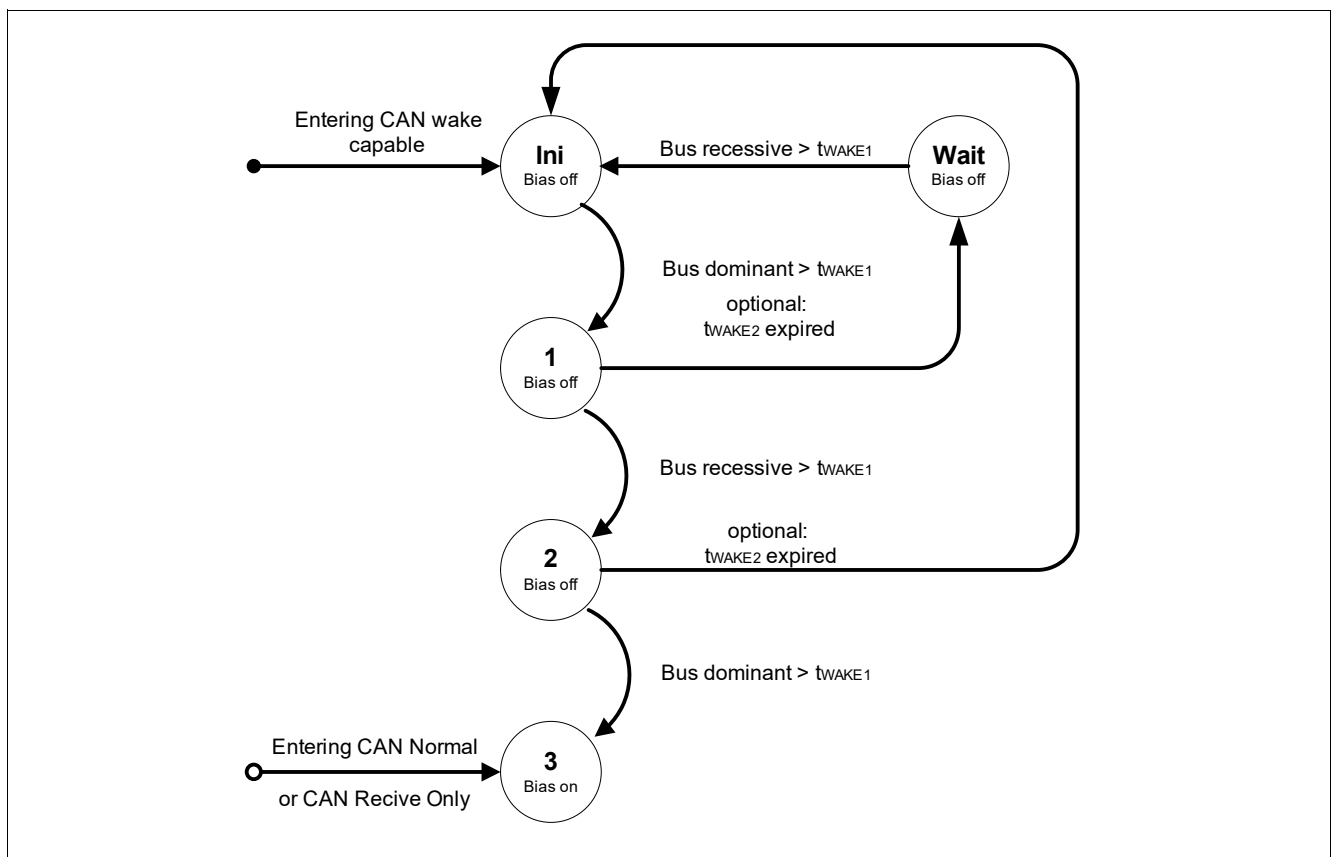 Entering CAN wake
capable
Ini
Bias off
Bus recessive > tWAKE1
Wait
Bias off
Bus dominant > tWAKE1
optional:
tWAKE2 expired
1
Bias off
Bus recessive > tWAKE1
optional:
tWAKE2 expired
2
Bias off
Bus dominant > tWAKE1
Entering CAN Normal
or CAN Recive Only
3
Bias on